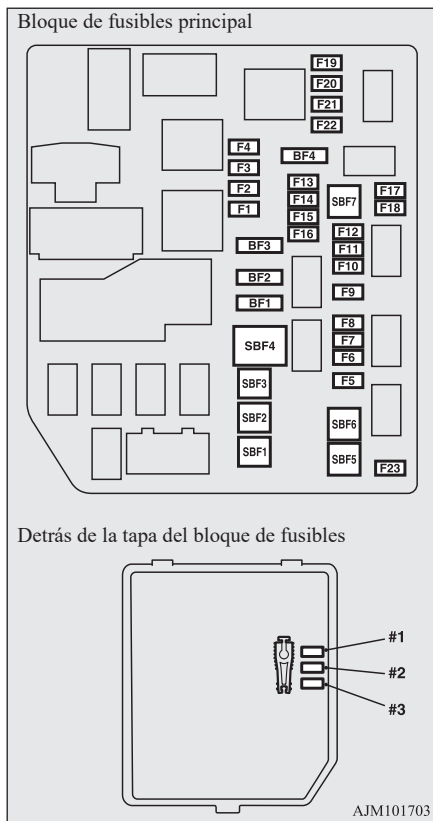 Bloque de fusibles principal
F19
F20
F21
F22
F4
F3
F2
F1
BF4
F13
F14
F15
F16
SBF7
F17
F18
BF3
F12
F11
F10
BF2
F9
BF1
F8
F7
F6
F5
SBF4
SBF3
SBF2
SBF1
SBF6
SBF5
F23
Detrás de la tapa del bloque de fusibles
#1
#2
#3
AJM101703